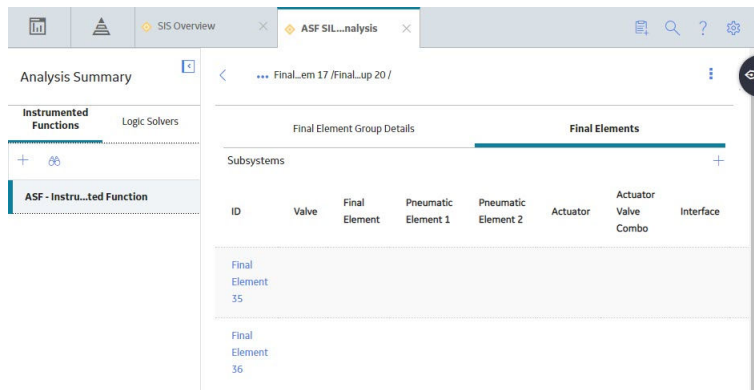 SIS Overview
ASF SIL...nalysis
Analysis Summary
... Final...em 17 /Final...up 20 /
Instrumented Functions
Logic Solvers
Final Element Group Details
Final Elements
Subsystems
ASF - Instru...ted Function
ID
Valve
Final Element
Pneumatic Element 1
Pneumatic Element 2
Actuator
Actuator Valve Combo
Interface
Final
Element
35
Final
Element
36